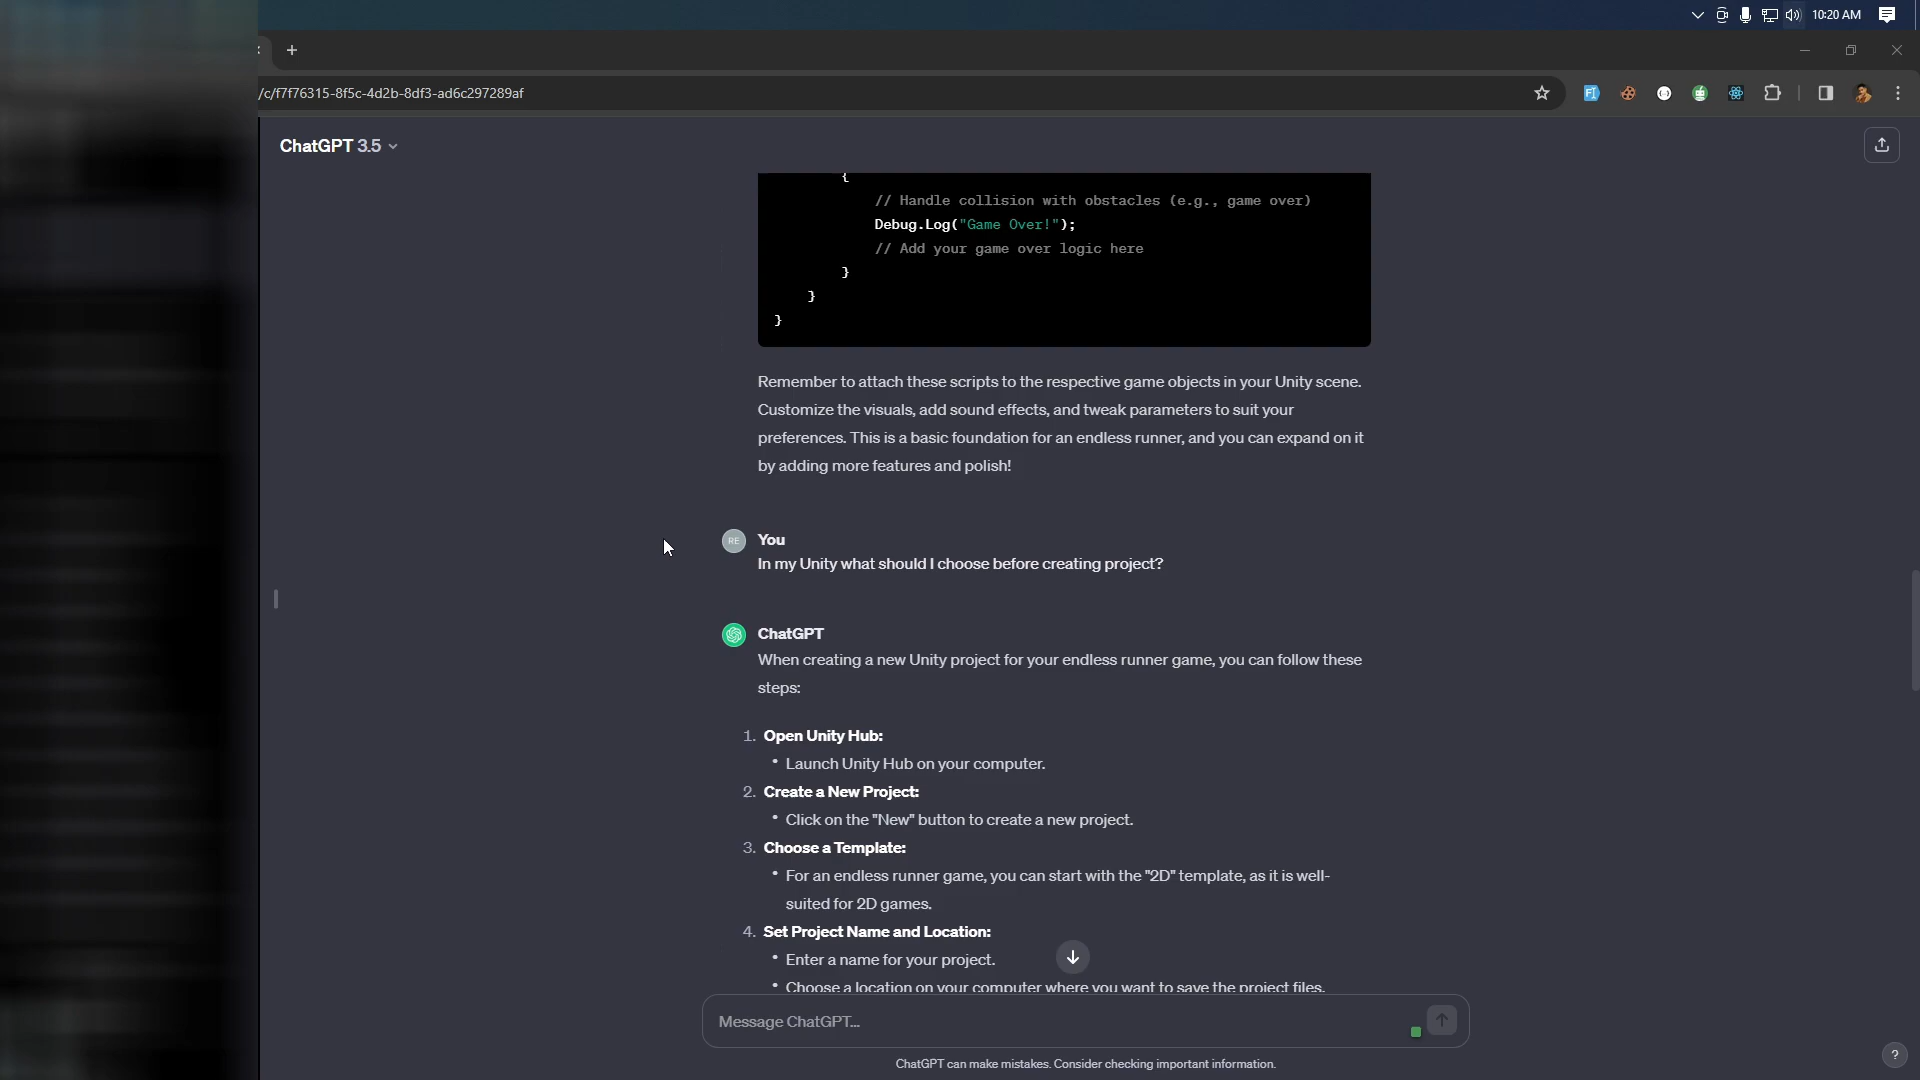 10:20 AM
/c/f7f76315-8f5c-4d2b-8df3-ad6c297289af
ChatGPT 3.5
{
// Handle collision with obstacles (e.g., game over)
Debug.Log("Game Over!");
// Add your game over logic here
}
}
}
Remember to attach these scripts to the respective game objects in your Unity scene.
Customize the visuals, add sound effects, and tweak parameters to suit your
preferences. This is a basic foundation for an endless runner, and you can expand on it
by adding more features and polish!
RE You
In my Unity what should I choose before creating project?
ChatGPT
When creating a new Unity project for your endless runner game, you can follow these
steps:
1. Open Unity Hub:
• Launch Unity Hub on your computer.
2. Create a New Project:
• Click on the "New" button to create a new project.
3. Choose a Template:
• For an endless runner game, you can start with the "2D" template, as it is well-
suited for 2D games.
4. Set Project Name and Location:
• Enter a name for your project.
• Choose a location on your computer where you want to save the project files.
Message ChatGPT...
ChatGPT can make mistakes. Consider checking important information.
?